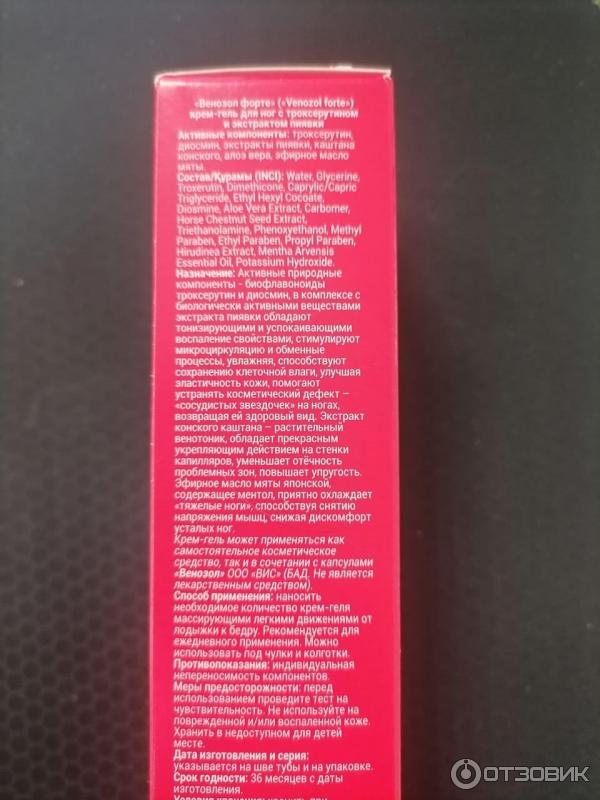 «Венозол форте» («Venozol forte»)
крем-гель для ног с троксерутином
и экстрактом пиявки
Активные компоненты: троксерутин,
диосмин, экстракты пиявки, каштана
конского, алоэ вера, эфирное масло
мяты.
Состав/Құрамы (INCI): Water, Glycerine,
Troxerutin, Dimethicone, Caprylic/Capric
Triglyceride, Ethyl Hexyl Cocoate,
Diosmine, Aloe Vera Extract, Carbomer,
Horse Chestnut Seed Extract,
Triethanolamine, Phenoxyethanol, Methyl
Paraben, Ethyl Paraben, Propyl Paraben,
Hirudinea Extract, Mentha Arvensis
Essential Oil, Potassium Hydroxide.
Назначение: Активные природные
компоненты - биофлавоноиды
троксерутин и диосмин, в комплексе с
биологически активными веществами
экстракта пиявки обладают
тонизирующими и успокаивающими
воспаление свойствами, стимулируют
микроциркуляцию и обменные
процессы, увлажняя, способствуют
сохранению клеточной влаги, улучшая
эластичность кожи, помогают
устранять косметический дефект –
«сосудистых звездочек» на ногах,
возвращая ей здоровый вид. Экстракт
конского каштана – растительный
венотоник, обладает прекрасным
укрепляющим действием на стенки
капилляров, уменьшает отёчность
проблемных зон, повышает упругость.
Эфирное масло мяты японской,
содержащее ментол, приятно охлаждает
«тяжелые ноги», способствуя снятию
напряжения мышц, снижая дискомфорт
усталых ног.
Крем-гель может применяться как
самостоятельное косметическое
средство, так и в сочетании с капсулами
«Венозол» ООО «ВИС» (БАД. Не является
лекарственным средством).
Способ применения: наносить
необходимое количество крем-геля
массирующими легкими движениями от
лодыжки к бедру. Рекомендуется для
ежедневного применения. Можно
использовать под чулки и колготки.
Противопоказания: индивидуальная
непереносимость компонентов.
Меры предосторожности: перед
использованием проведите тест на
чувствительность. Не используйте на
поврежденной и/или воспаленной коже.
Хранить в недоступном для детей
месте.
Дата изготовления и серия:
указывается на шве тубы и на упаковке.
Срок годности: 36 месяцев с даты
изготовления.
Условия хранения: хранить при
ОТЗОВИК